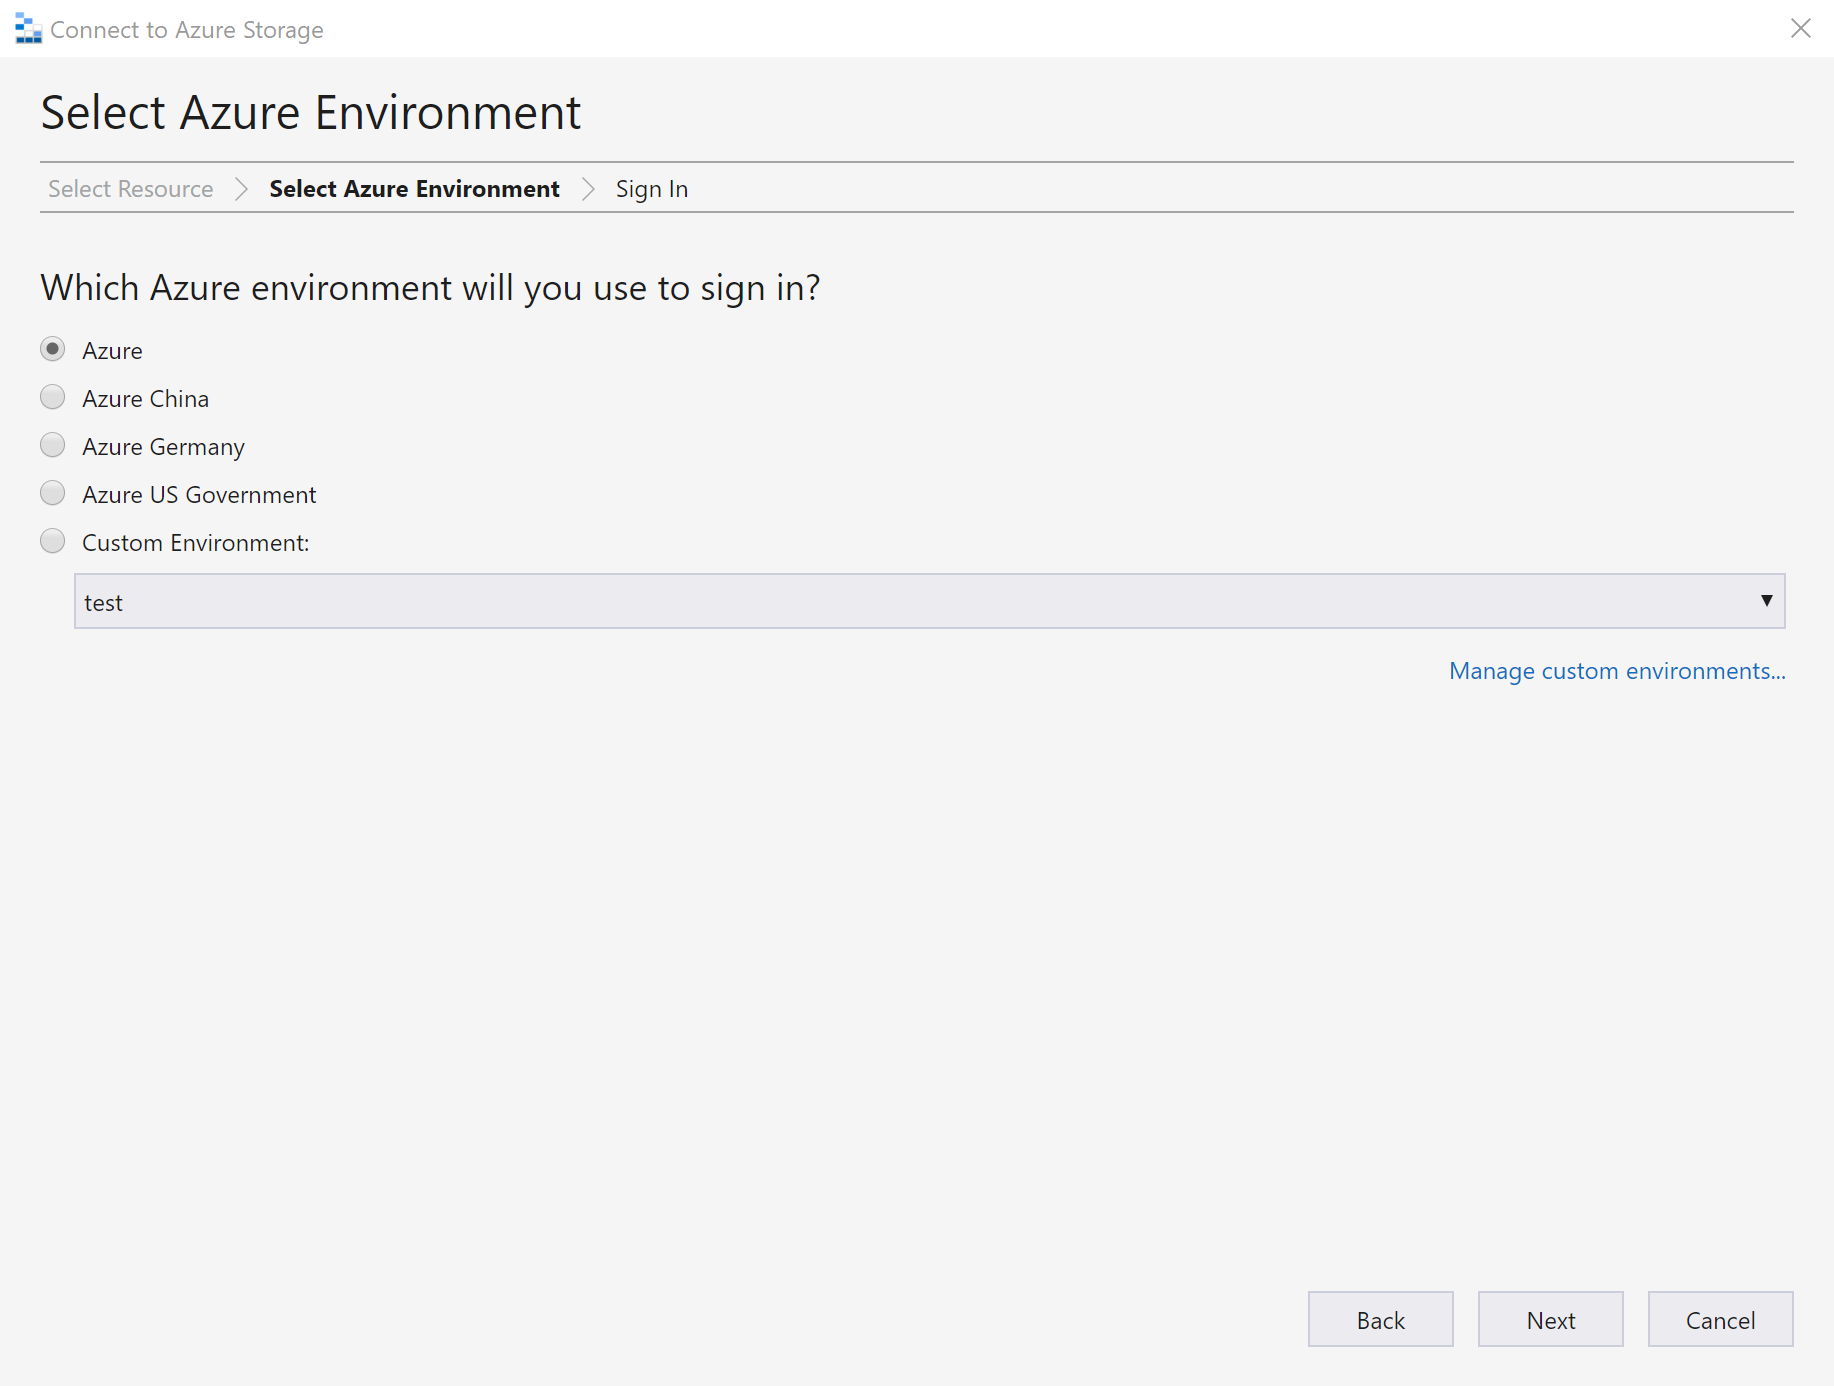 Connect to Azure Storage
Select Azure Environment
Select Resource
Select Azure Environment
Sign In
Which Azure environment will you use to sign in?
Azure
Azure China
Azure Germany
Azure US Government
Custom Environment:
test
Manage custom environments...
Back
Next
Cancel